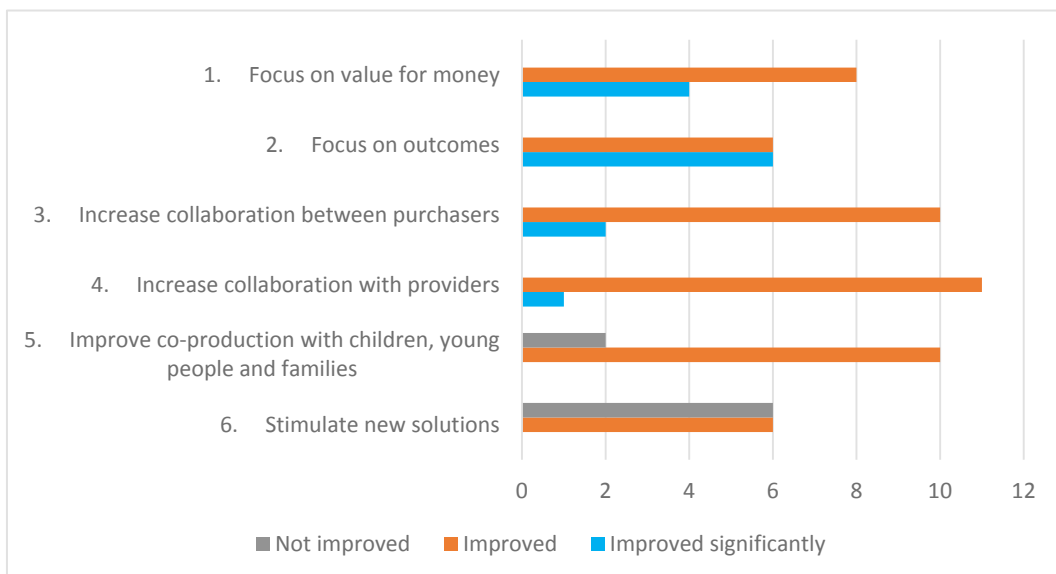 1. Focus on value for money
2. Focus on outcomes
3. Increase collaboration between purchasers
4. Increase collaboration with providers
5. Improve co-production with children, young
people and families
6. Stimulate new solutions
0 2 4 6 8 10 12
Not improved Improved Improved significantly